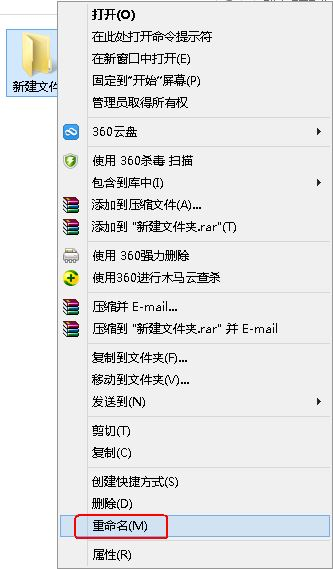 打开(O)
在此处打开命令提示符
在新窗口中打开(E)
新建文件
固定到"开始"屏幕(P)
管理员取得所有权
360云盘
使用 360杀毒 扫描
包含到库中(I)
添加到压缩文件(A)...
添加到 "新建文件夹.rar"(T)
使用 360强力删除
使用360进行木马云查杀
压缩并 E-mail...
压缩到 "新建文件夹.rar" 并 E-mail
复制到文件夹(F)...
移动到文件夹(V)...
发送到(N)
剪切(T)
复制(C)
创建快捷方式(S)
删除(D)
重命名(M)
属性(R)